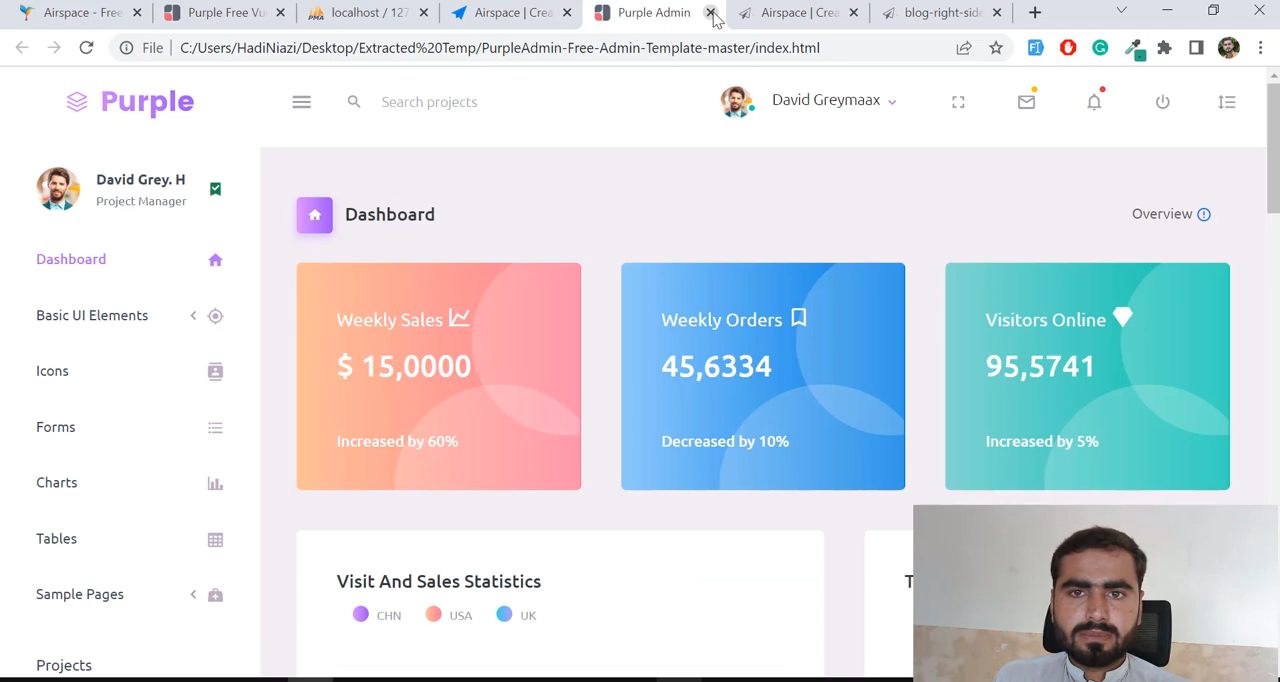 Airspace - Free
Purple Free Vu
localhost / 127
Airspace | Crea
Purple Admin
Airspace | Crea
blog-right-side
File
C:/Users/HadiNiazi/Desktop/Extracted%20Temp/PurpleAdmin-Free-Admin-Template-master/index.html
Purple
Search projects
David Greymaax
David Grey. H
Project Manager
Dashboard
Basic UI Elements
Icons
Forms
Charts
Tables
Sample Pages
Projects
Dashboard
Overview
Weekly Sales
$ 15,0000
Increased by 60%
Weekly Orders
45,6334
Decreased by 10%
Visitors Online
95,5741
Increased by 5%
Visit And Sales Statistics
CHN
USA
UK
T